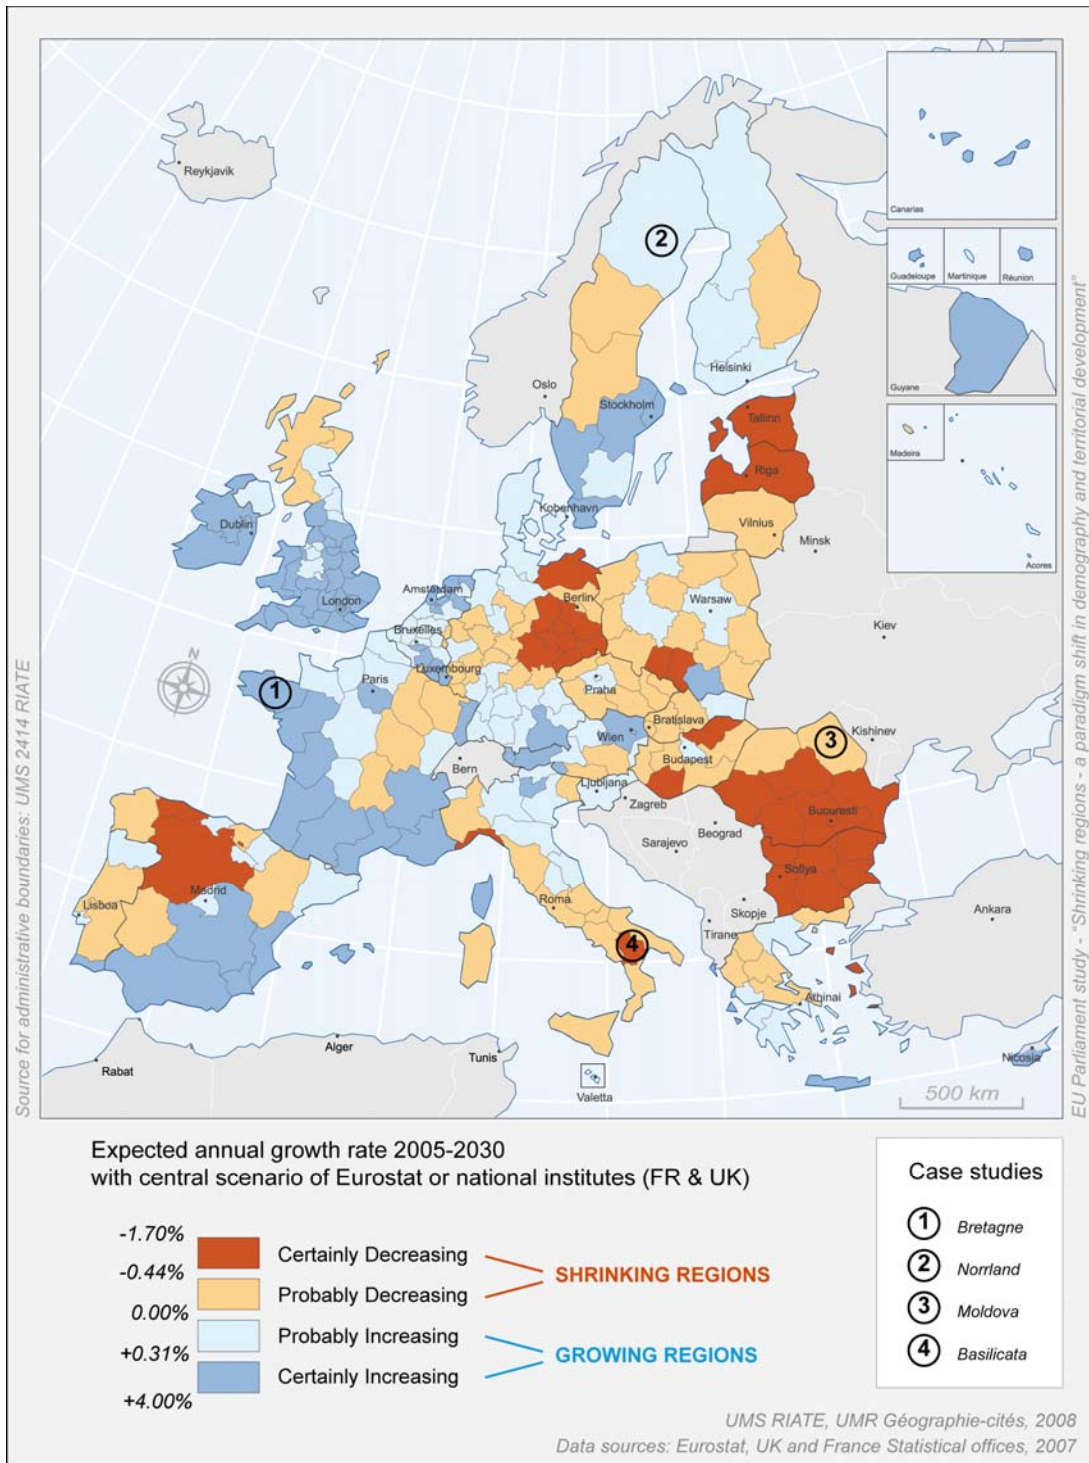 Reykjavik
Oslo
Stockholm
Helsinki
Tallinn
Riga
Vilnius
Minsk
Kobenhavn
Dublin
London
Amsterdam
Bruxelles
Luxembourg
Paris
Berlin
Warsaw
Kiev
Praha
Bratislava
Wien
Budapest
Kishinev
Bern
Ljubljana
Zagreb
Beograd
Bucuresti
Sarajevo
Sofiya
Skopje
Tirane
Ankara
Madrid
Lisboa
Roma
Athinai
Nicosia
Rabat
Alger
Tunis
Valetta
Canarias
Guadeloupe
Martinique
Réunion
Guyane
Madeira
Acores
1
2
3
4
N
500 km
Source for administrative boundaries: UMS 2414 RIATE
EU Parliament study "Shrinking regions - a paradigm shift in demography and territorial development"
Expected annual growth rate 2005-2030
with central scenario of Eurostat or national institutes (FR & UK)
-1.70%
Certainly Decreasing
-0.44%
SHRINKING REGIONS
Probably Decreasing
0.00%
Probably Increasing
+0.31%
GROWING REGIONS
Certainly Increasing
+4.00%
Case studies
1 Bretagne
2 Norrland
3 Moldova
4 Basilicata
UMS RIATE, UMR Géographie-cités, 2008
Data sources: Eurostat, UK and France Statistical offices, 2007